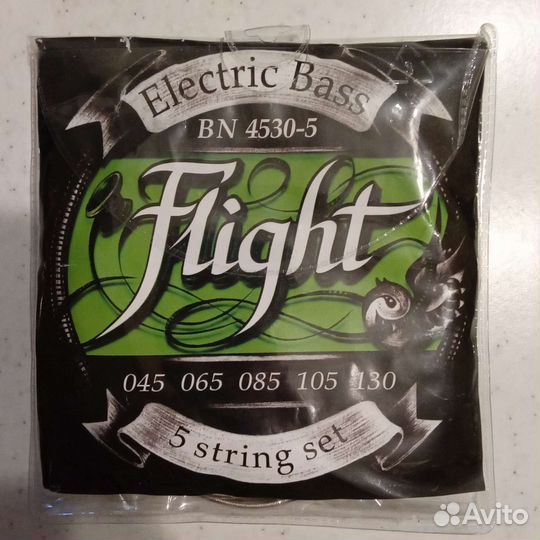 Electric Bass
BN 4530-5
Flight
045 065 085 105 130
5 string set
Avito